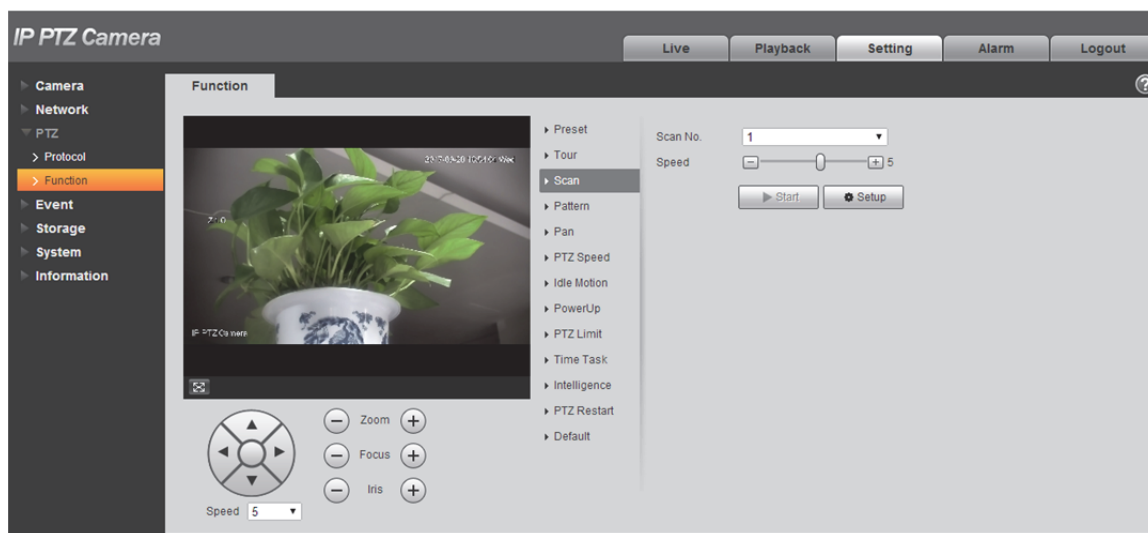 IP PTZ Camera
Live Playback Setting Alarm Logout
Camera
Network
PTZ
Protocol
Function
Event
Storage
System
Information
Function
Wed
IP PTZ Camera
Zoom
Focus
Iris
Speed 5
Preset
Tour
Scan
Pattern
Pan
PTZ Speed
Idle Motion
PowerUp
PTZ Limit
Time Task
Intelligence
PTZ Restart
Default
Scan No. 1
Speed 5
Start Setup